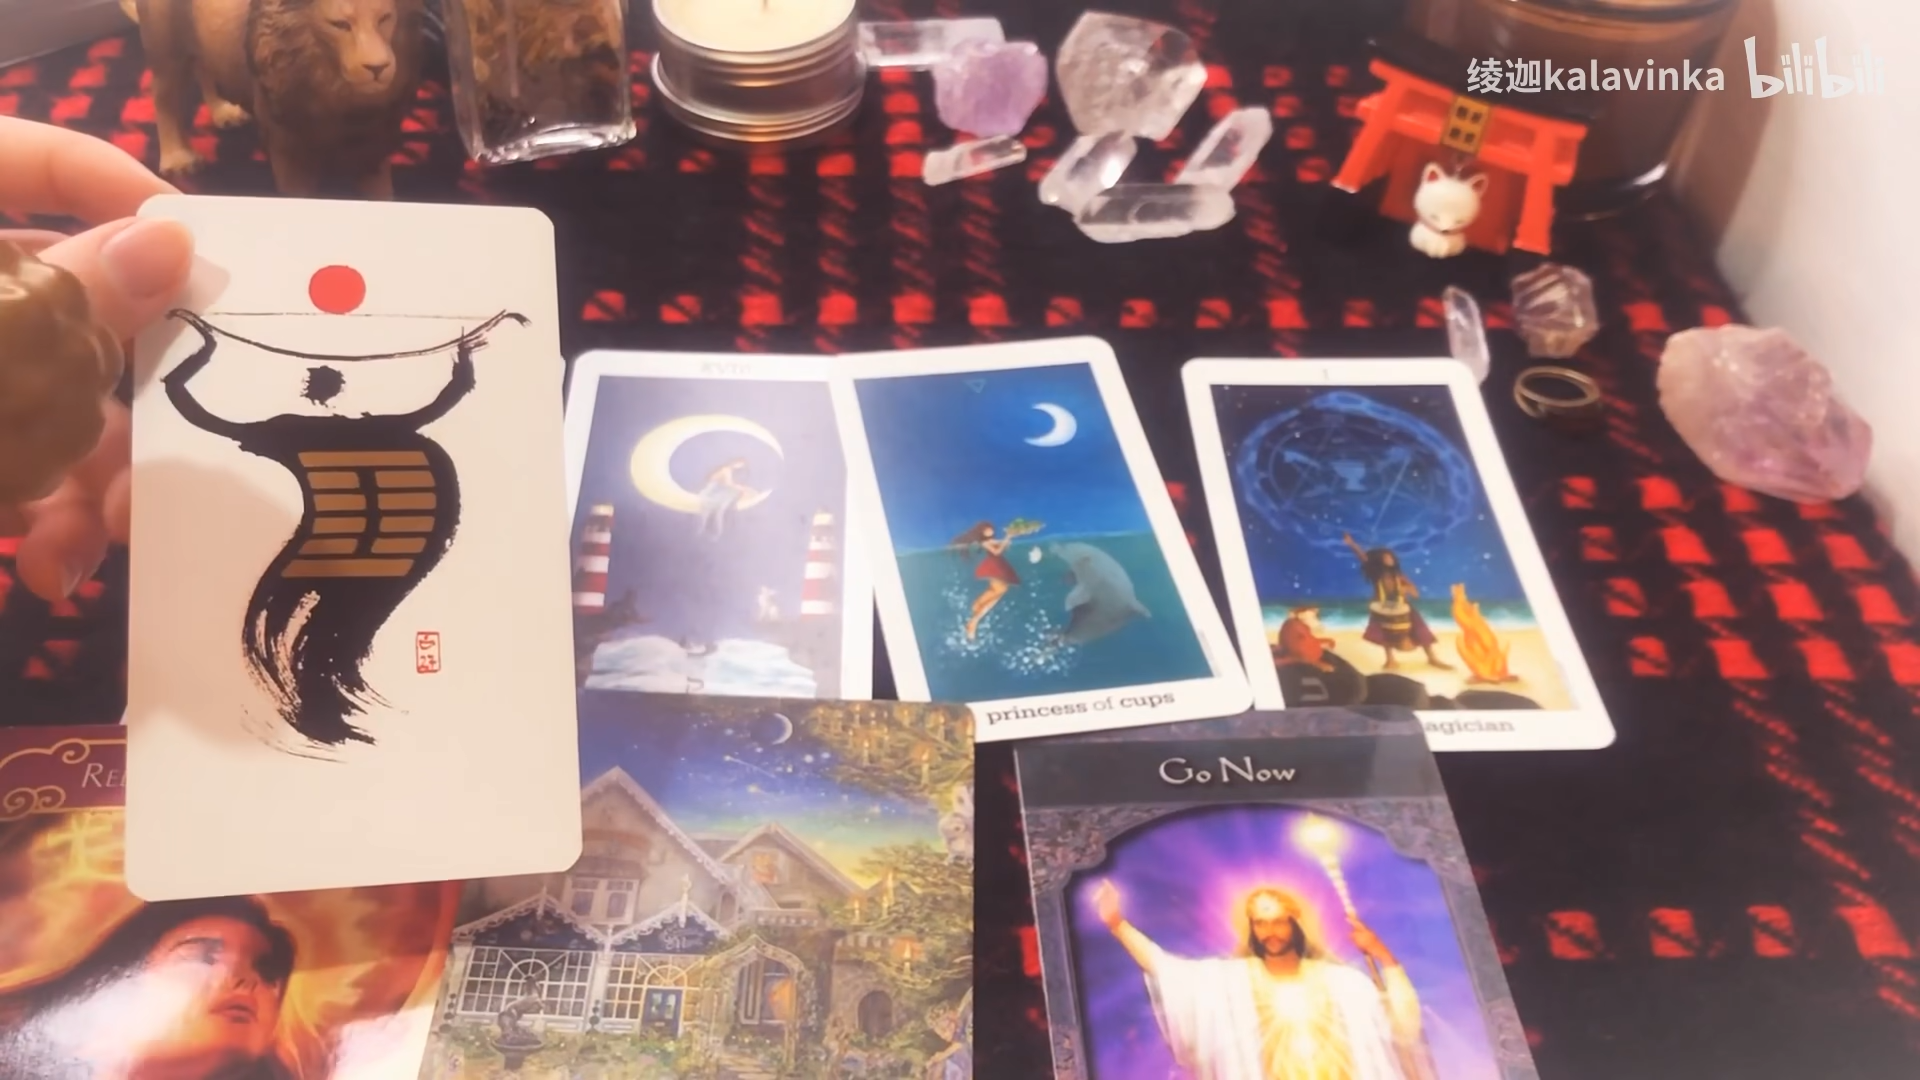 绫迦kalavinka bilibili
XVIII
I
princess of cups
agician
Go Now
RE